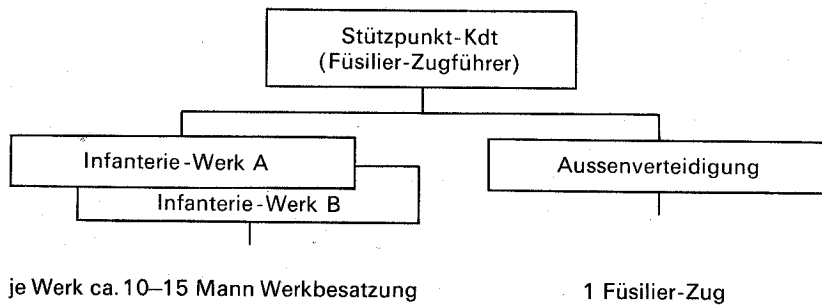 Stützpunkt-Kdt
(Füsilier-Zugführer)
Infanterie-Werk A
Infanterie-Werk B
Aussenverteidigung
je Werk ca. 10–15 Mann Werkbesatzung
1 Füsilier-Zug